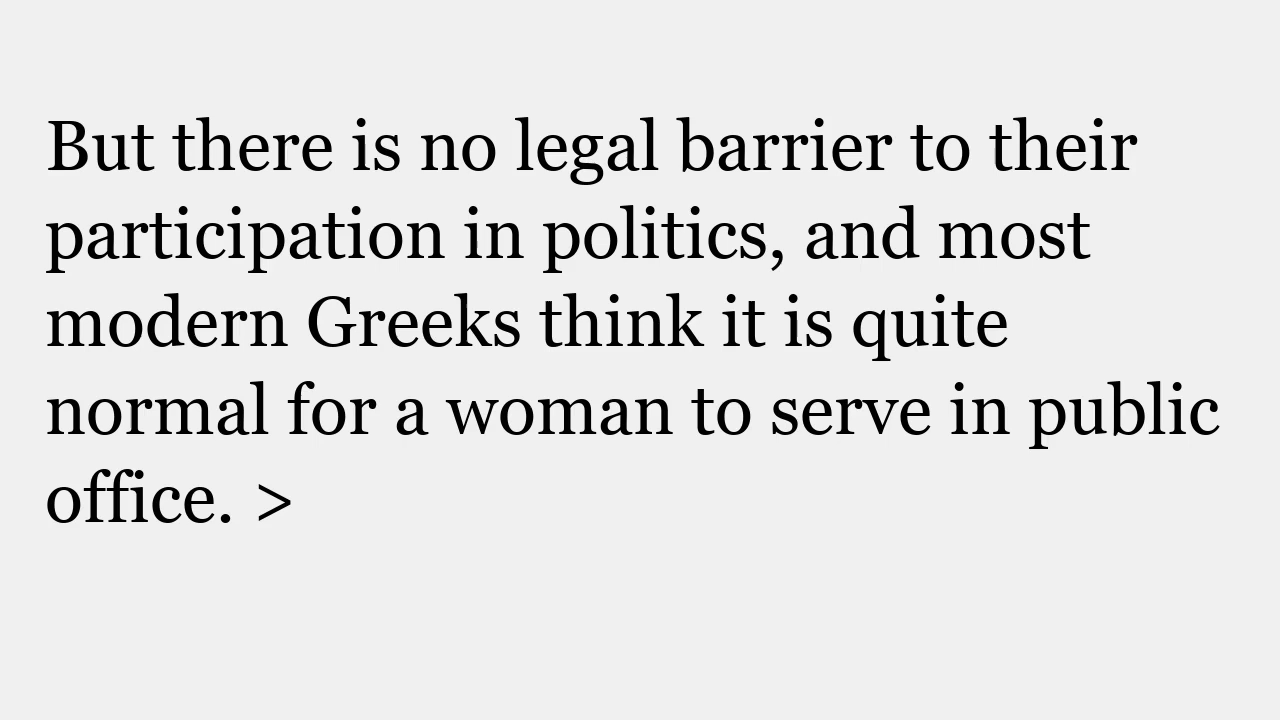 But there is no legal barrier to their
participation in politics, and most
modern Greeks think it is quite
normal for a woman to serve in public
office. >